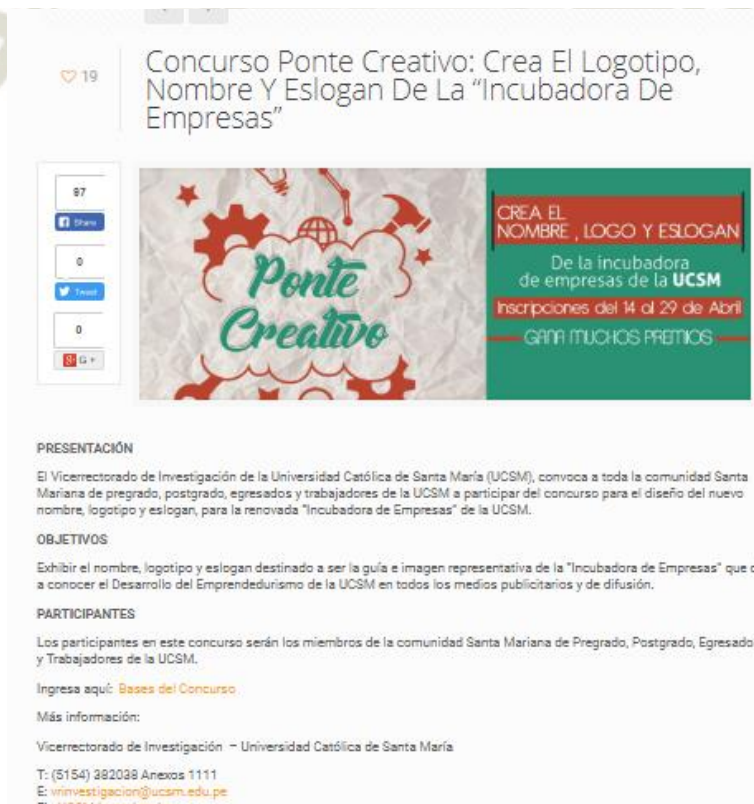 19
Concurso Ponte Creativo: Crea El Logotipo,
Nombre Y Eslogan De La “Incubadora De
Empresas”
97
Share
0
Tweet
0
G+
Ponte
Creativo
CREA EL
NOMBRE , LOGO Y ESLOGAN
De la incubadora
de empresas de la UCSM
Inscripciones del 14 al 29 de Abril
GANA MUCHOS PREMIOS
PRESENTACIÓN
El Vicerrectorado de Investigación de la Universidad Católica de Santa María (UCSM), convoca a toda la comunidad Santa
Mariana de pregrado, postgrado, egresados y trabajadores de la UCSM a participar del concurso para el diseño del nuevo
nombre, logotipo y eslogan, para la renovada "Incubadora de Empresas" de la UCSM.
OBJETIVOS
Exhibir el nombre, logotipo y eslogan destinado a ser la guía e imagen representativa de la "Incubadora de Empresas" que
a conocer el Desarrollo del Emprendedurismo de la UCSM en todos los medios publicitarios y de difusión.
PARTICIPANTES
Los participantes en este concurso serán los miembros de la comunidad Santa Mariana de Pregrado, Postgrado, Egresado
y Trabajadores de la UCSM.
Ingresa aquí: Bases del Concurso
Más información:
Vicerrectorado de Investigación – Universidad Católica de Santa María
T: (5154) 382038 Anexos 1111
E: vrinvestigacion@ucsm.edu.pe